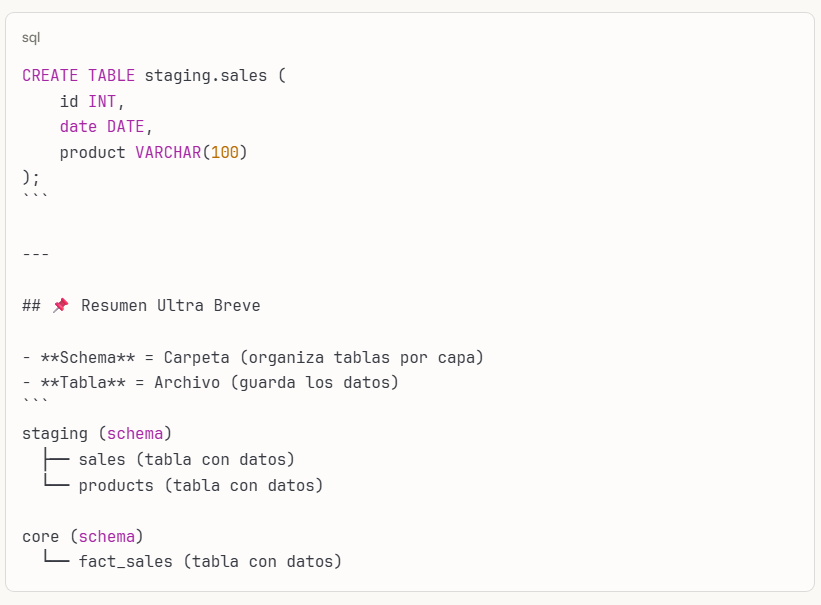 sql
CREATE TABLE staging.sales (
    id INT,
    date DATE,
    product VARCHAR(100)
);
```
---
## 📌 Resumen Ultra Breve
- **Schema** = Carpeta (organiza tablas por capa)
- **Tabla** = Archivo (guarda los datos)
```
staging (schema)
  ├── sales (tabla con datos)
  └── products (tabla con datos)
core (schema)
  └── fact_sales (tabla con datos)